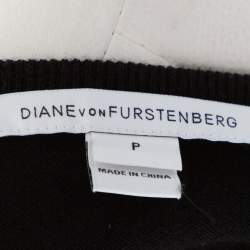 DIANE VON FURSTENBERG
P
MADE IN CHINA